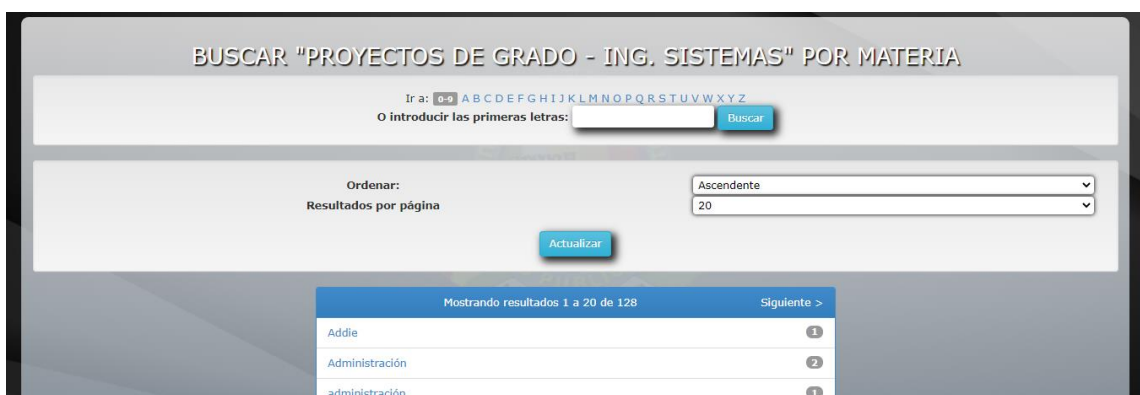 BUSCAR "PROYECTOS DE GRADO - ING. SISTEMAS" POR MATERIA
Ir a: 0-9 A B C D E F G H I J K L M N O P Q R S T U V W X Y Z
O introducir las primeras letras: Buscar
Ordenar: Ascendente
Resultados por página 20
Actualizar
Mostrando resultados 1 a 20 de 128 Siguiente >
Addie 1
Administración 2
administración 1